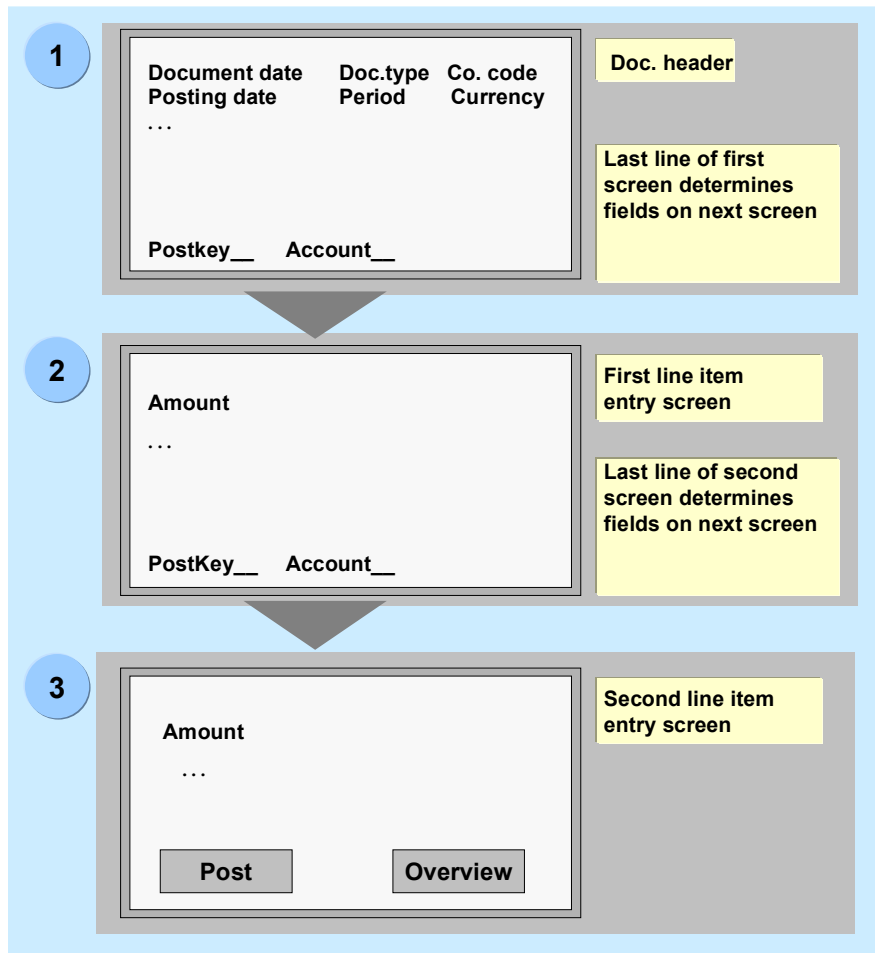 1
Document date Doc.type Co. code
Posting date Period Currency
...
Postkey__ Account__
Doc. header
Last line of first
screen determines
fields on next screen
2
Amount
...
PostKey__ Account__
First line item
entry screen
Last line of second
screen determines
fields on next screen
3
Amount
...
Post Overview
Second line item
entry screen